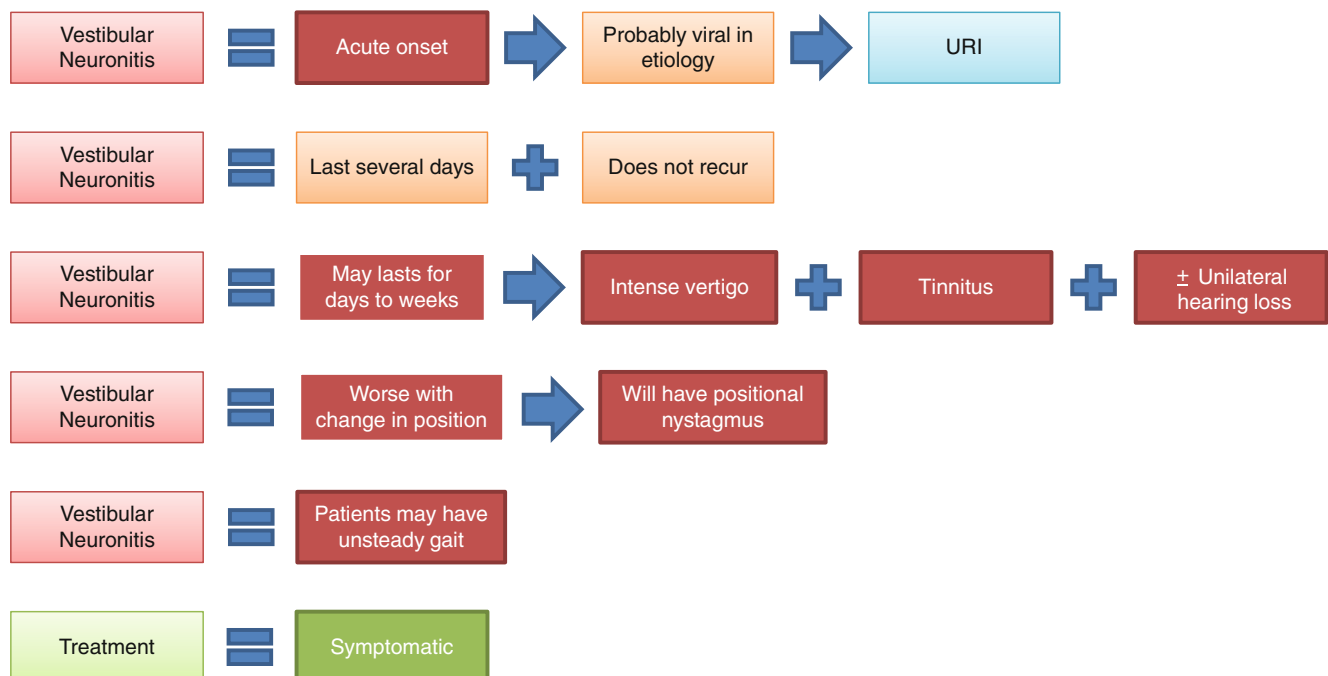 Vestibular
Neuronitis
Acute onset
Probably viral in
etiology
URI
Vestibular
Neuronitis
Last several days
Does not recur
Vestibular
Neuronitis
May lasts for
days to weeks
Intense vertigo
Tinnitus
± Unilateral
hearing loss
Vestibular
Neuronitis
Worse with
change in position
Will have positional
nystagmus
Vestibular
Neuronitis
Patients may have
unsteady gait
Treatment
Symptomatic